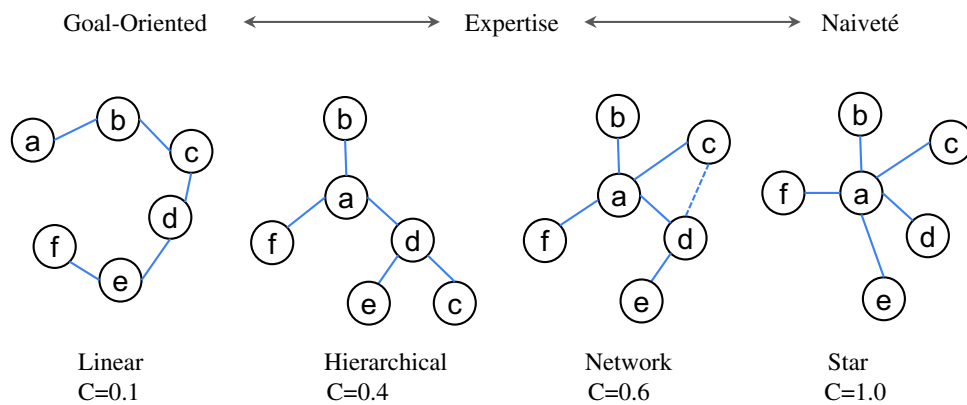 Goal-Oriented Expertise Naiveté
a b c d e f
b a f d e c
b c a f d e
b c f a d e
Linear Hierarchical Network Star
C=0.1 C=0.4 C=0.6 C=1.0